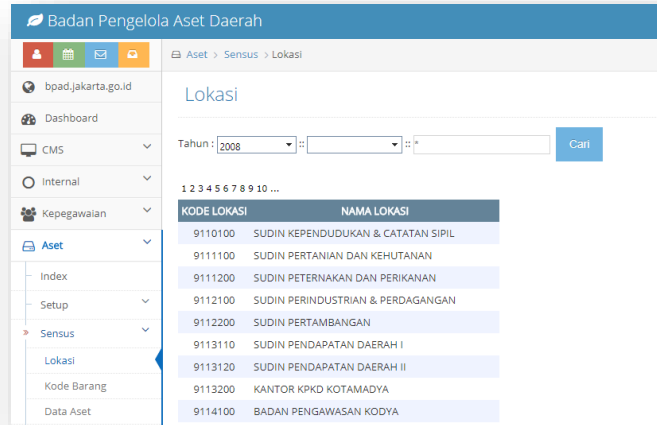 Badan Pengelola Aset Daerah
Aset > Sensus > Lokasi
bpad.jakarta.go.id
Dashboard
CMS
Internal
Kepegawaian
Aset
Index
Setup
» Sensus
Lokasi
Kode Barang
Data Aset
Lokasi
Tahun : 2008 :: :: *
Cari
1 2 3 4 5 6 7 8 9 10 ...
KODE LOKASI NAMA LOKASI
9110100 SUDIN KEPENDUDUKAN & CATATAN SIPIL
9111100 SUDIN PERTANIAN DAN KEHUTANAN
9111200 SUDIN PETERNAKAN DAN PERIKANAN
9112100 SUDIN PERINDUSTRIAN & PERDAGANGAN
9112200 SUDIN PERTAMBANGAN
9113110 SUDIN PENDAPATAN DAERAH I
9113120 SUDIN PENDAPATAN DAERAH II
9113200 KANTOR KPKD KOTAMADYA
9114100 BADAN PENGAWASAN KODYA